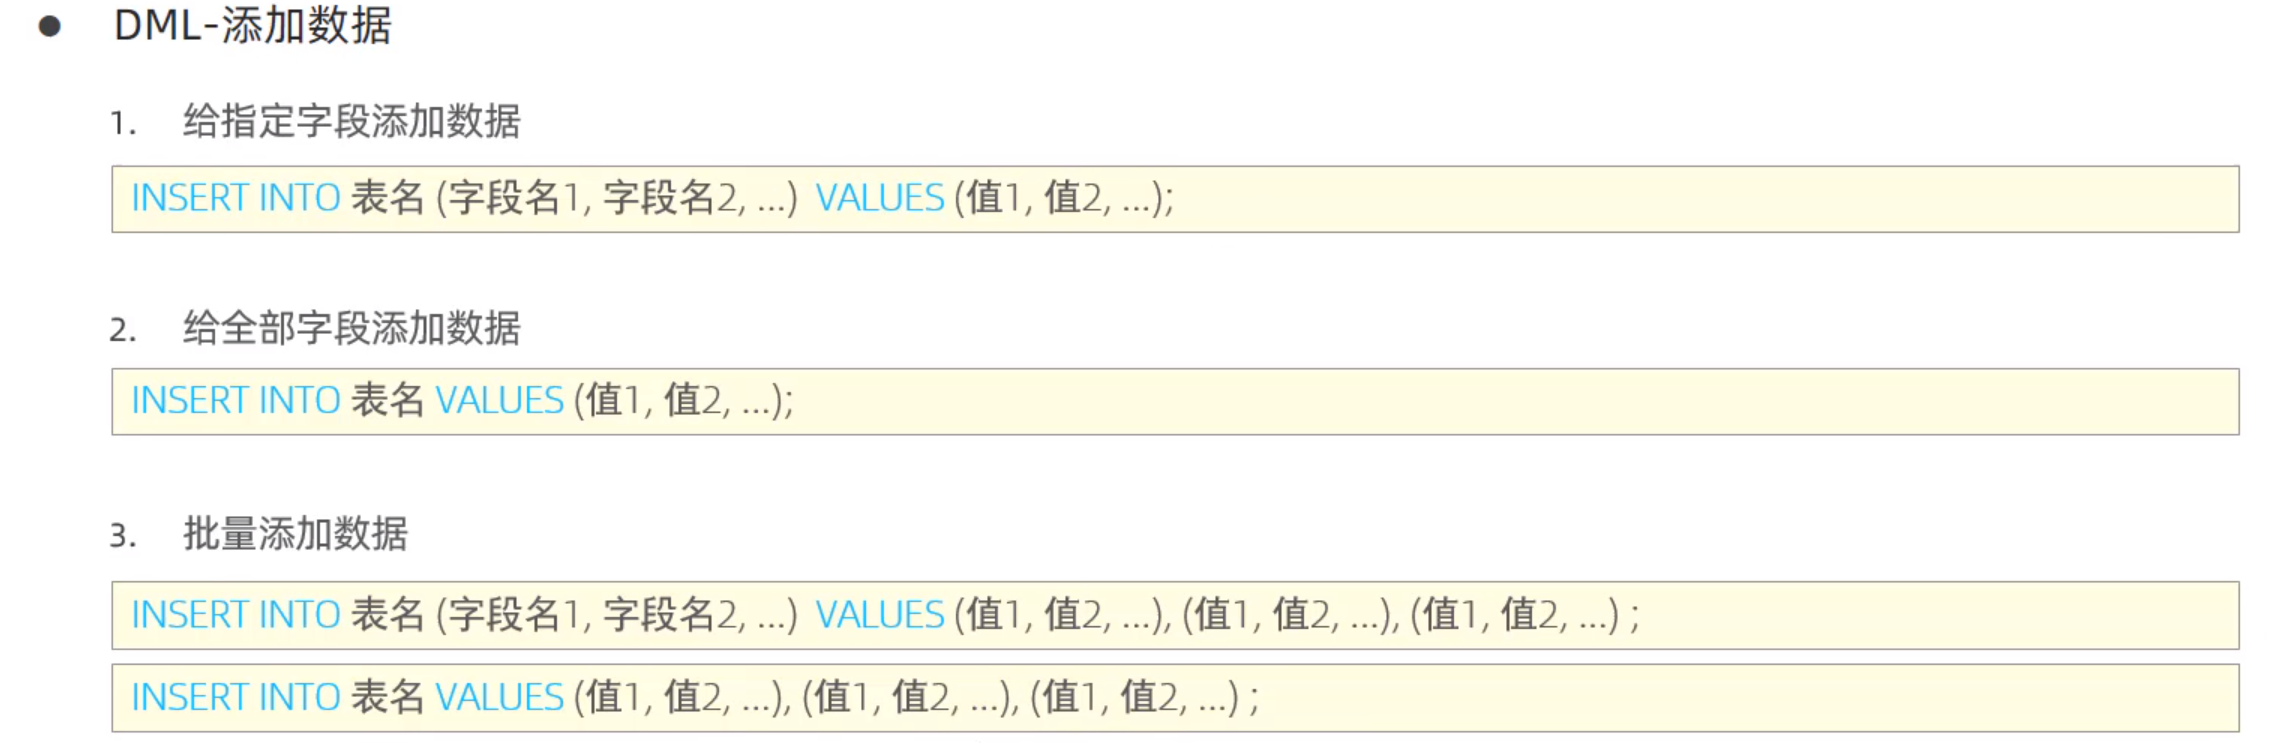 ● DML-添加数据
1. 给指定字段添加数据
INSERT INTO 表名 (字段名1, 字段名2, ...) VALUES (值1, 值2, ...);
2. 给全部字段添加数据
INSERT INTO 表名 VALUES (值1, 值2, ...);
3. 批量添加数据
INSERT INTO 表名 (字段名1, 字段名2, ...) VALUES (值1, 值2, ...), (值1, 值2, ...), (值1, 值2, ...) ;
INSERT INTO 表名 VALUES (值1, 值2, ...), (值1, 值2, ...), (值1, 值2, ...) ;